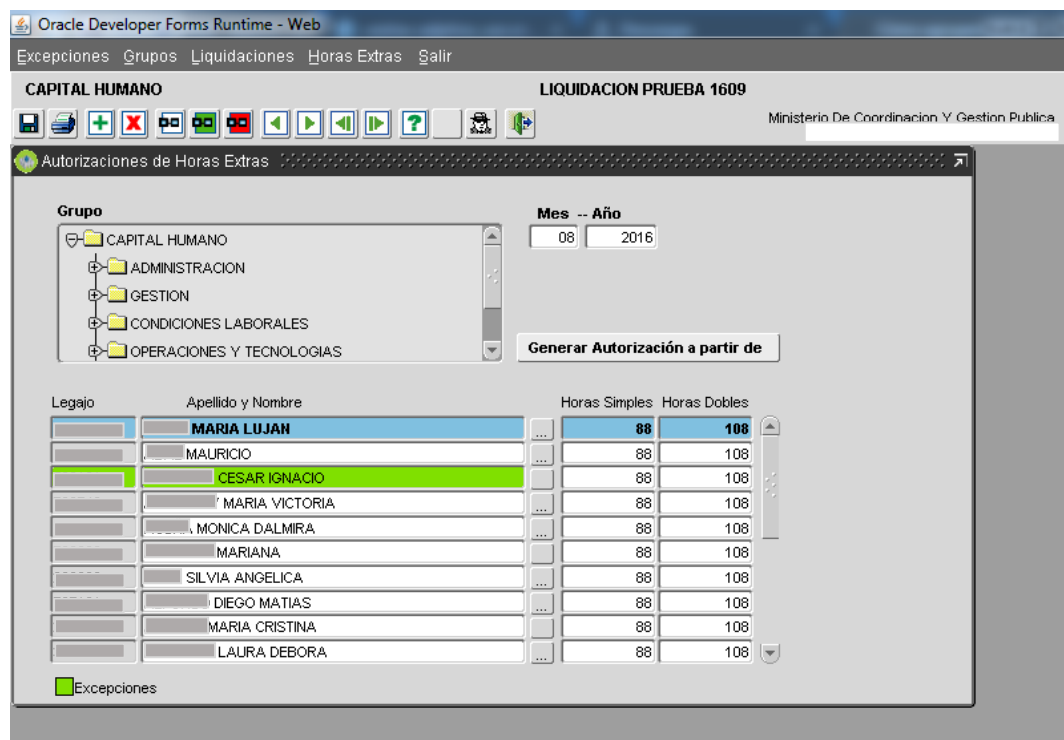 Oracle Developer Forms Runtime - Web
Excepciones Grupos Liquidaciones Horas Extras Salir
CAPITAL HUMANO LIQUIDACION PRUEBA 1609
Ministerio De Coordinacion Y Gestion Publica
Autorizaciones de Horas Extras
Grupo
Mes -- Año
CAPITAL HUMANO
08 2016
ADMINISTRACION
GESTION
CONDICIONES LABORALES
OPERACIONES Y TECNOLOGIAS
Generar Autorización a partir de
Legajo Apellido y Nombre Horas Simples Horas Dobles
MARIA LUJAN ... 88 108
MAURICIO ... 88 108
CESAR IGNACIO 88 108
MARIA VICTORIA ... 88 108
MONICA DALMIRA ... 88 108
MARIANA 88 108
SILVIA ANGELICA ... 88 108
DIEGO MATIAS ... 88 108
MARIA CRISTINA 88 108
LAURA DEBORA ... 88 108
Excepciones